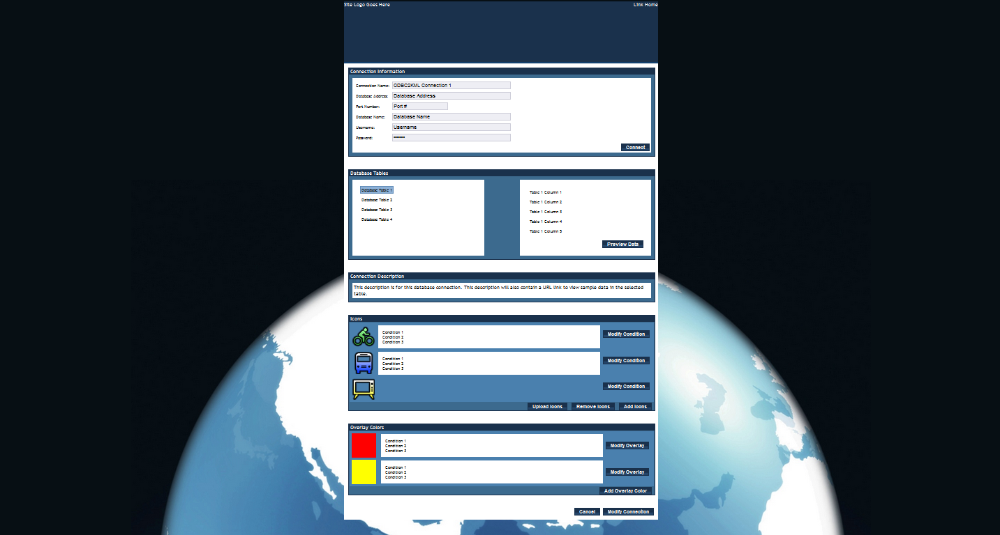 Site Logo Goes Here
Link Home
Connection Information
Connection Name: ODBC2KML Connection 1
Database Address: Database Address
Port Number: Port #
Database Name: Database Name
Username: Username
Password: ••••••••
Connect
Database Tables
Database Table 1
Database Table 2
Database Table 3
Database Table 4
Table 1 Column 1
Table 1 Column 2
Table 1 Column 3
Table 1 Column 4
Table 1 Column 5
Preview Data
Connection Description
This description is for this database connection. This description will also contain a URL link to view sample data in the selected
table.
Icons
Condition 1
Condition 2
Condition 3
Modify Condition
Condition 1
Condition 2
Condition 3
Modify Condition
Modify Condition
Upload Icons Remove Icons Add Icons
Overlay Colors
Condition 1
Condition 2
Condition 3
Modify Overlay
Condition 1
Condition 2
Condition 3
Modify Overlay
Add Overlay Color
Cancel Modify Connection